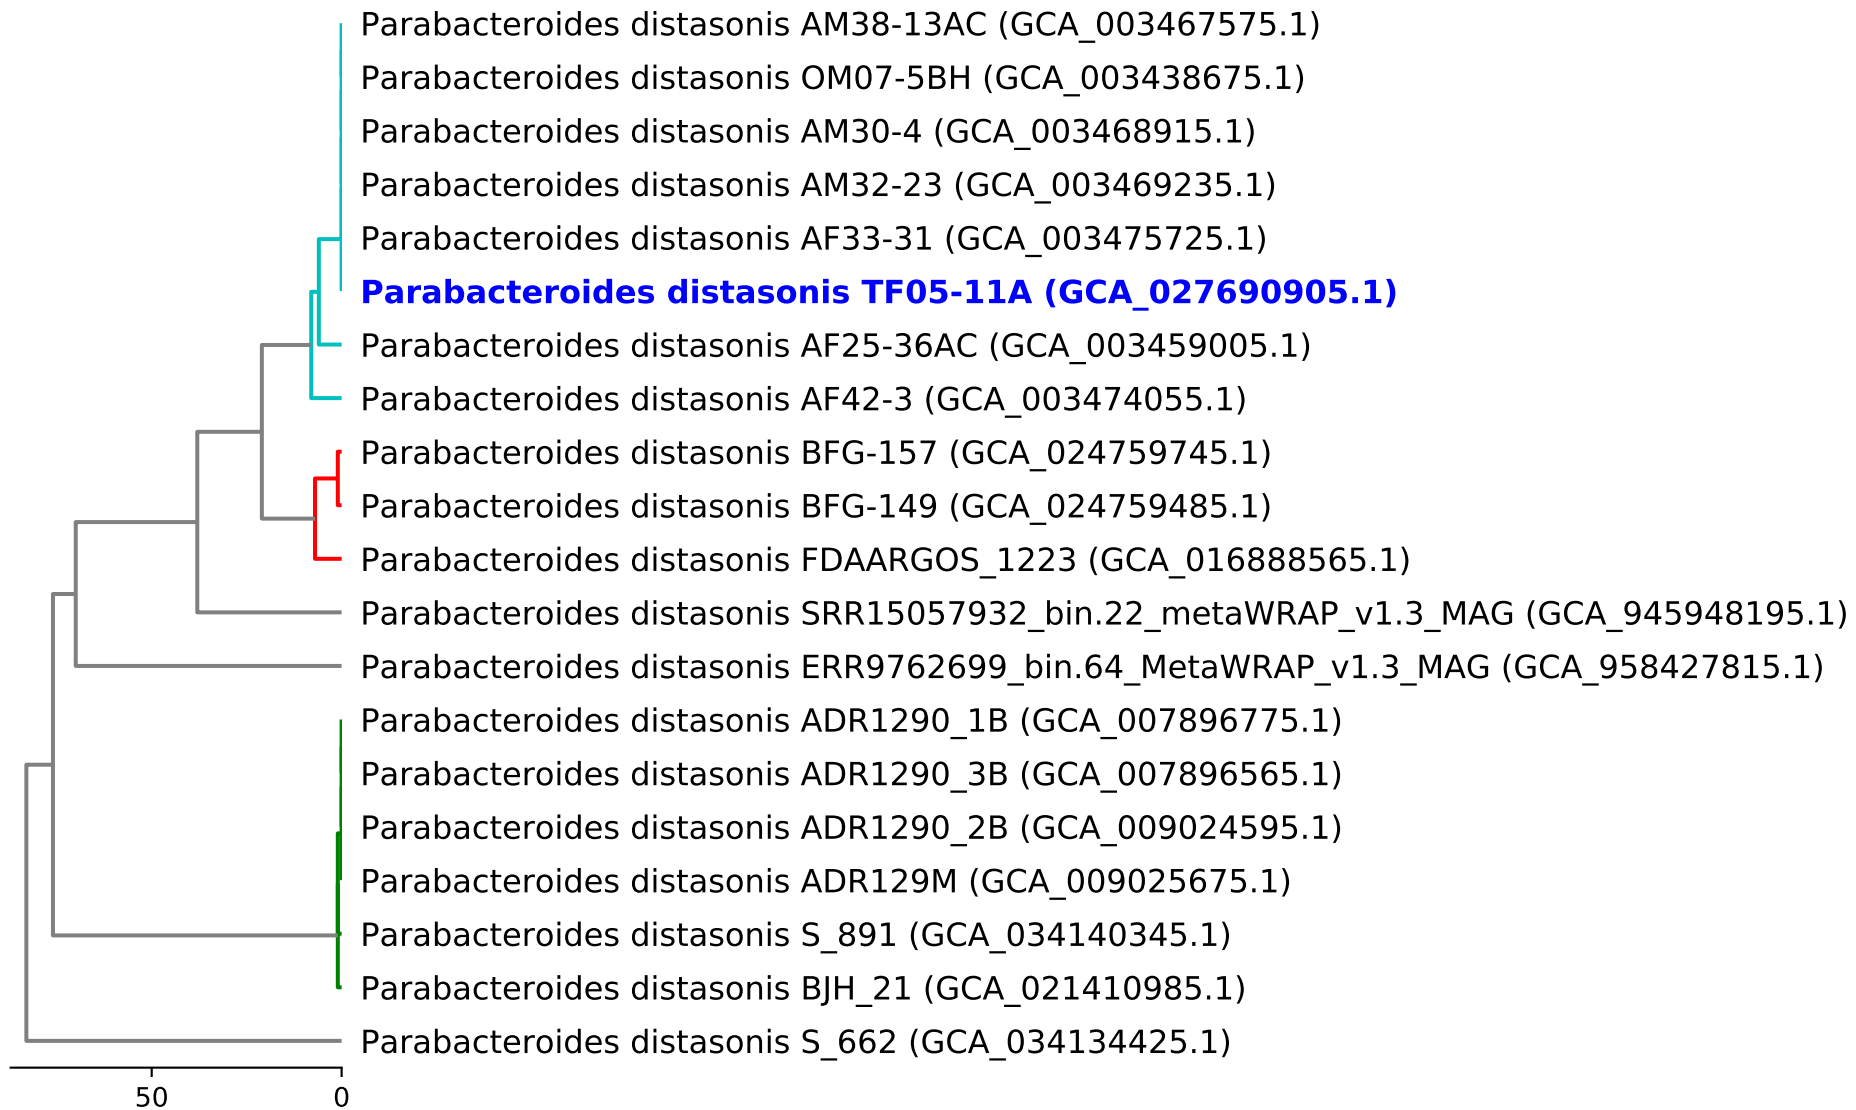 Parabacteroides distasonis AM38-13AC (GCA_003467575.1)
Parabacteroides distasonis OM07-5BH (GCA_003438675.1)
Parabacteroides distasonis AM30-4 (GCA_003468915.1)
Parabacteroides distasonis AM32-23 (GCA_003469235.1)
Parabacteroides distasonis AF33-31 (GCA_003475725.1)
Parabacteroides distasonis TF05-11A (GCA_027690905.1)
Parabacteroides distasonis AF25-36AC (GCA_003459005.1)
Parabacteroides distasonis AF42-3 (GCA_003474055.1)
Parabacteroides distasonis BFG-157 (GCA_024759745.1)
Parabacteroides distasonis BFG-149 (GCA_024759485.1)
Parabacteroides distasonis FDAARGOS_1223 (GCA_016888565.1)
Parabacteroides distasonis SRR15057932_bin.22_metaWRAP_v1.3_MAG (GCA_945948195.1)
Parabacteroides distasonis ERR9762699_bin.64_MetaWRAP_v1.3_MAG (GCA_958427815.1)
Parabacteroides distasonis ADR1290_1B (GCA_007896775.1)
Parabacteroides distasonis ADR1290_3B (GCA_007896565.1)
Parabacteroides distasonis ADR1290_2B (GCA_009024595.1)
Parabacteroides distasonis ADR129M (GCA_009025675.1)
Parabacteroides distasonis S_891 (GCA_034140345.1)
Parabacteroides distasonis BJH_21 (GCA_021410985.1)
Parabacteroides distasonis S_662 (GCA_034134425.1)
50 0